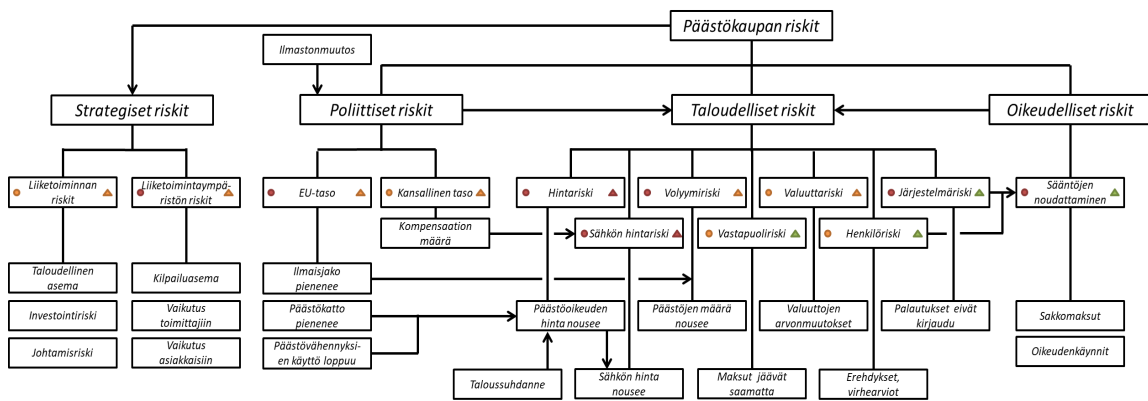 Päästökaupan riskit
Ilmastonmuutos
Strategiset riskit
Poliittiset riskit
Taloudelliset riskit
Oikeudelliset riskit
Liiketoiminnan
riskit
Liiketoimintaympä-
ristön riskit
EU-taso
Kansallinen taso
Hintariski
Volyymiriski
Valuuttariski
Järjestelmäriski
Sääntöjen
noudattaminen
Kompensaation
määrä
Sähkön hintariski
Vastapuoliriski
Henkilöriski
Taloudellinen
asema
Kilpailuasema
Ilmaisjako
pienenee
Investointiriski
Vaikutus
toimittajiin
Päästökatto
pienenee
Päästöoikeuden
hinta nousee
Päästöjen määrä
nousee
Valuuttojen
arvonmuutokset
Palautukset eivät
kirjaudu
Sakkomaksut
Johtamisriski
Vaikutus
asiakkaisiin
Päästövähennyksi-
en käyttö loppuu
Oikeudenkäynnit
Taloussuhdanne
Sähkön hinta
nousee
Maksut jäävät
saamatta
Erehdykset,
virhearviot